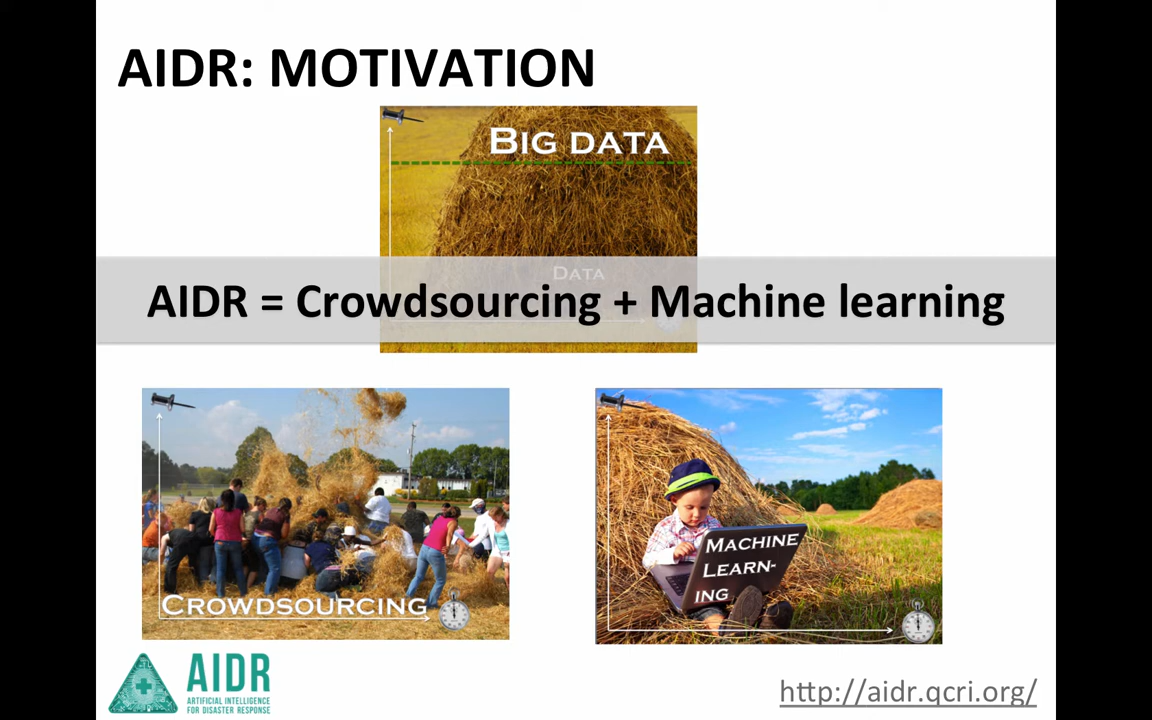 AIDR: MOTIVATION
BIG DATA
DATA
AIDR = Crowdsourcing + Machine learning
CROWDSOURCING
MACHINE
LEARN-
ING
AIDR
ARTIFICIAL INTELLIGENCE
FOR DISASTER RESPONSE
http://aidr.qcri.org/